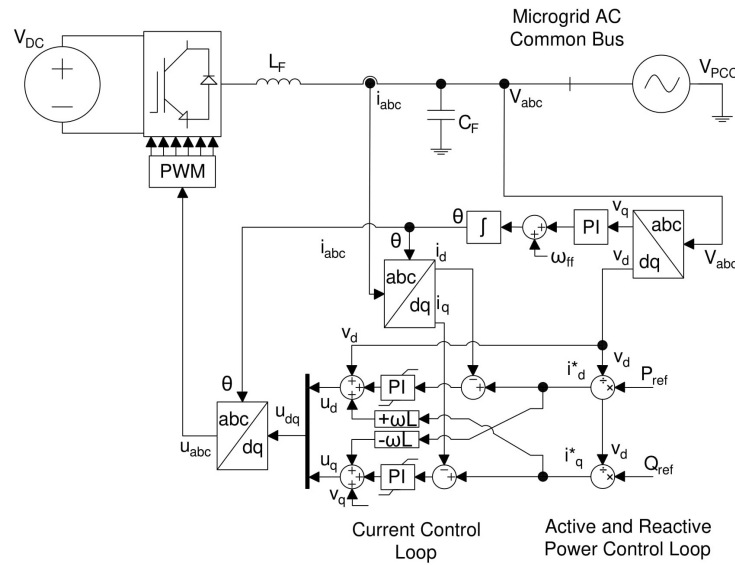 Microgrid AC
Common Bus
V_DC
L_F
i_abc
C_F
V_abc
V_PCC
PWM
θ
∫
+
+
ω_ff
PI
v_q
v_d
abc
dq
V_abc
i_abc
θ
abc
dq
i_d
i_q
v_d
v_d
i*_d
P_ref
÷
×
−
+
PI
+
+
+
u_d
θ
abc
dq
u_abc
u_dq
+ωL
-ωL
v_d
u_q
i*_q
Q_ref
÷
×
−
+
PI
+
+
+
v_q
Current Control
Loop
Active and Reactive
Power Control Loop